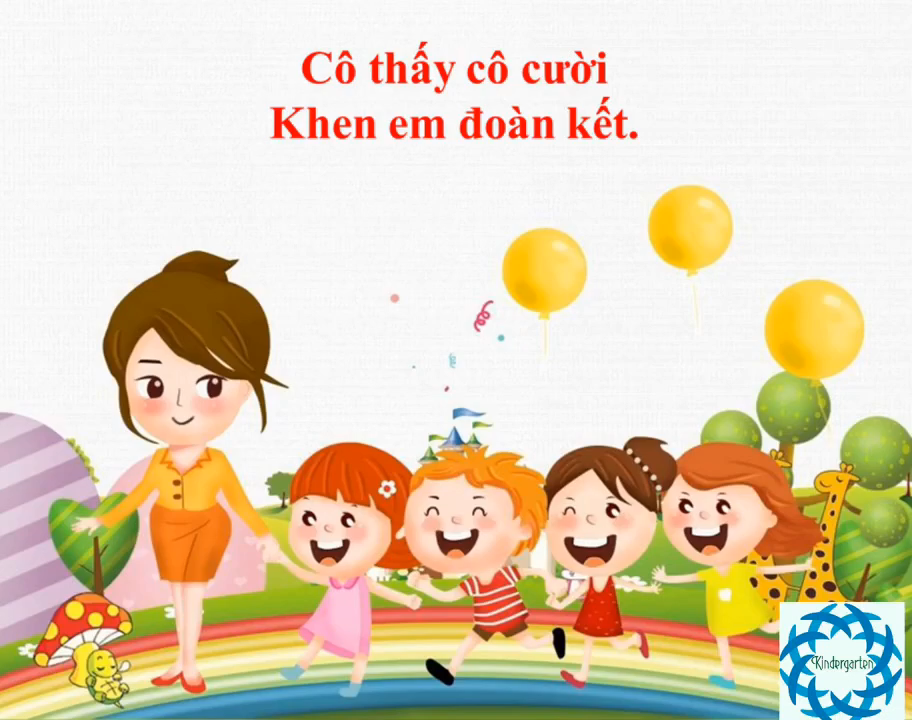 Cô thấy cô cười
Khen em đoàn kết.
Kindergarten